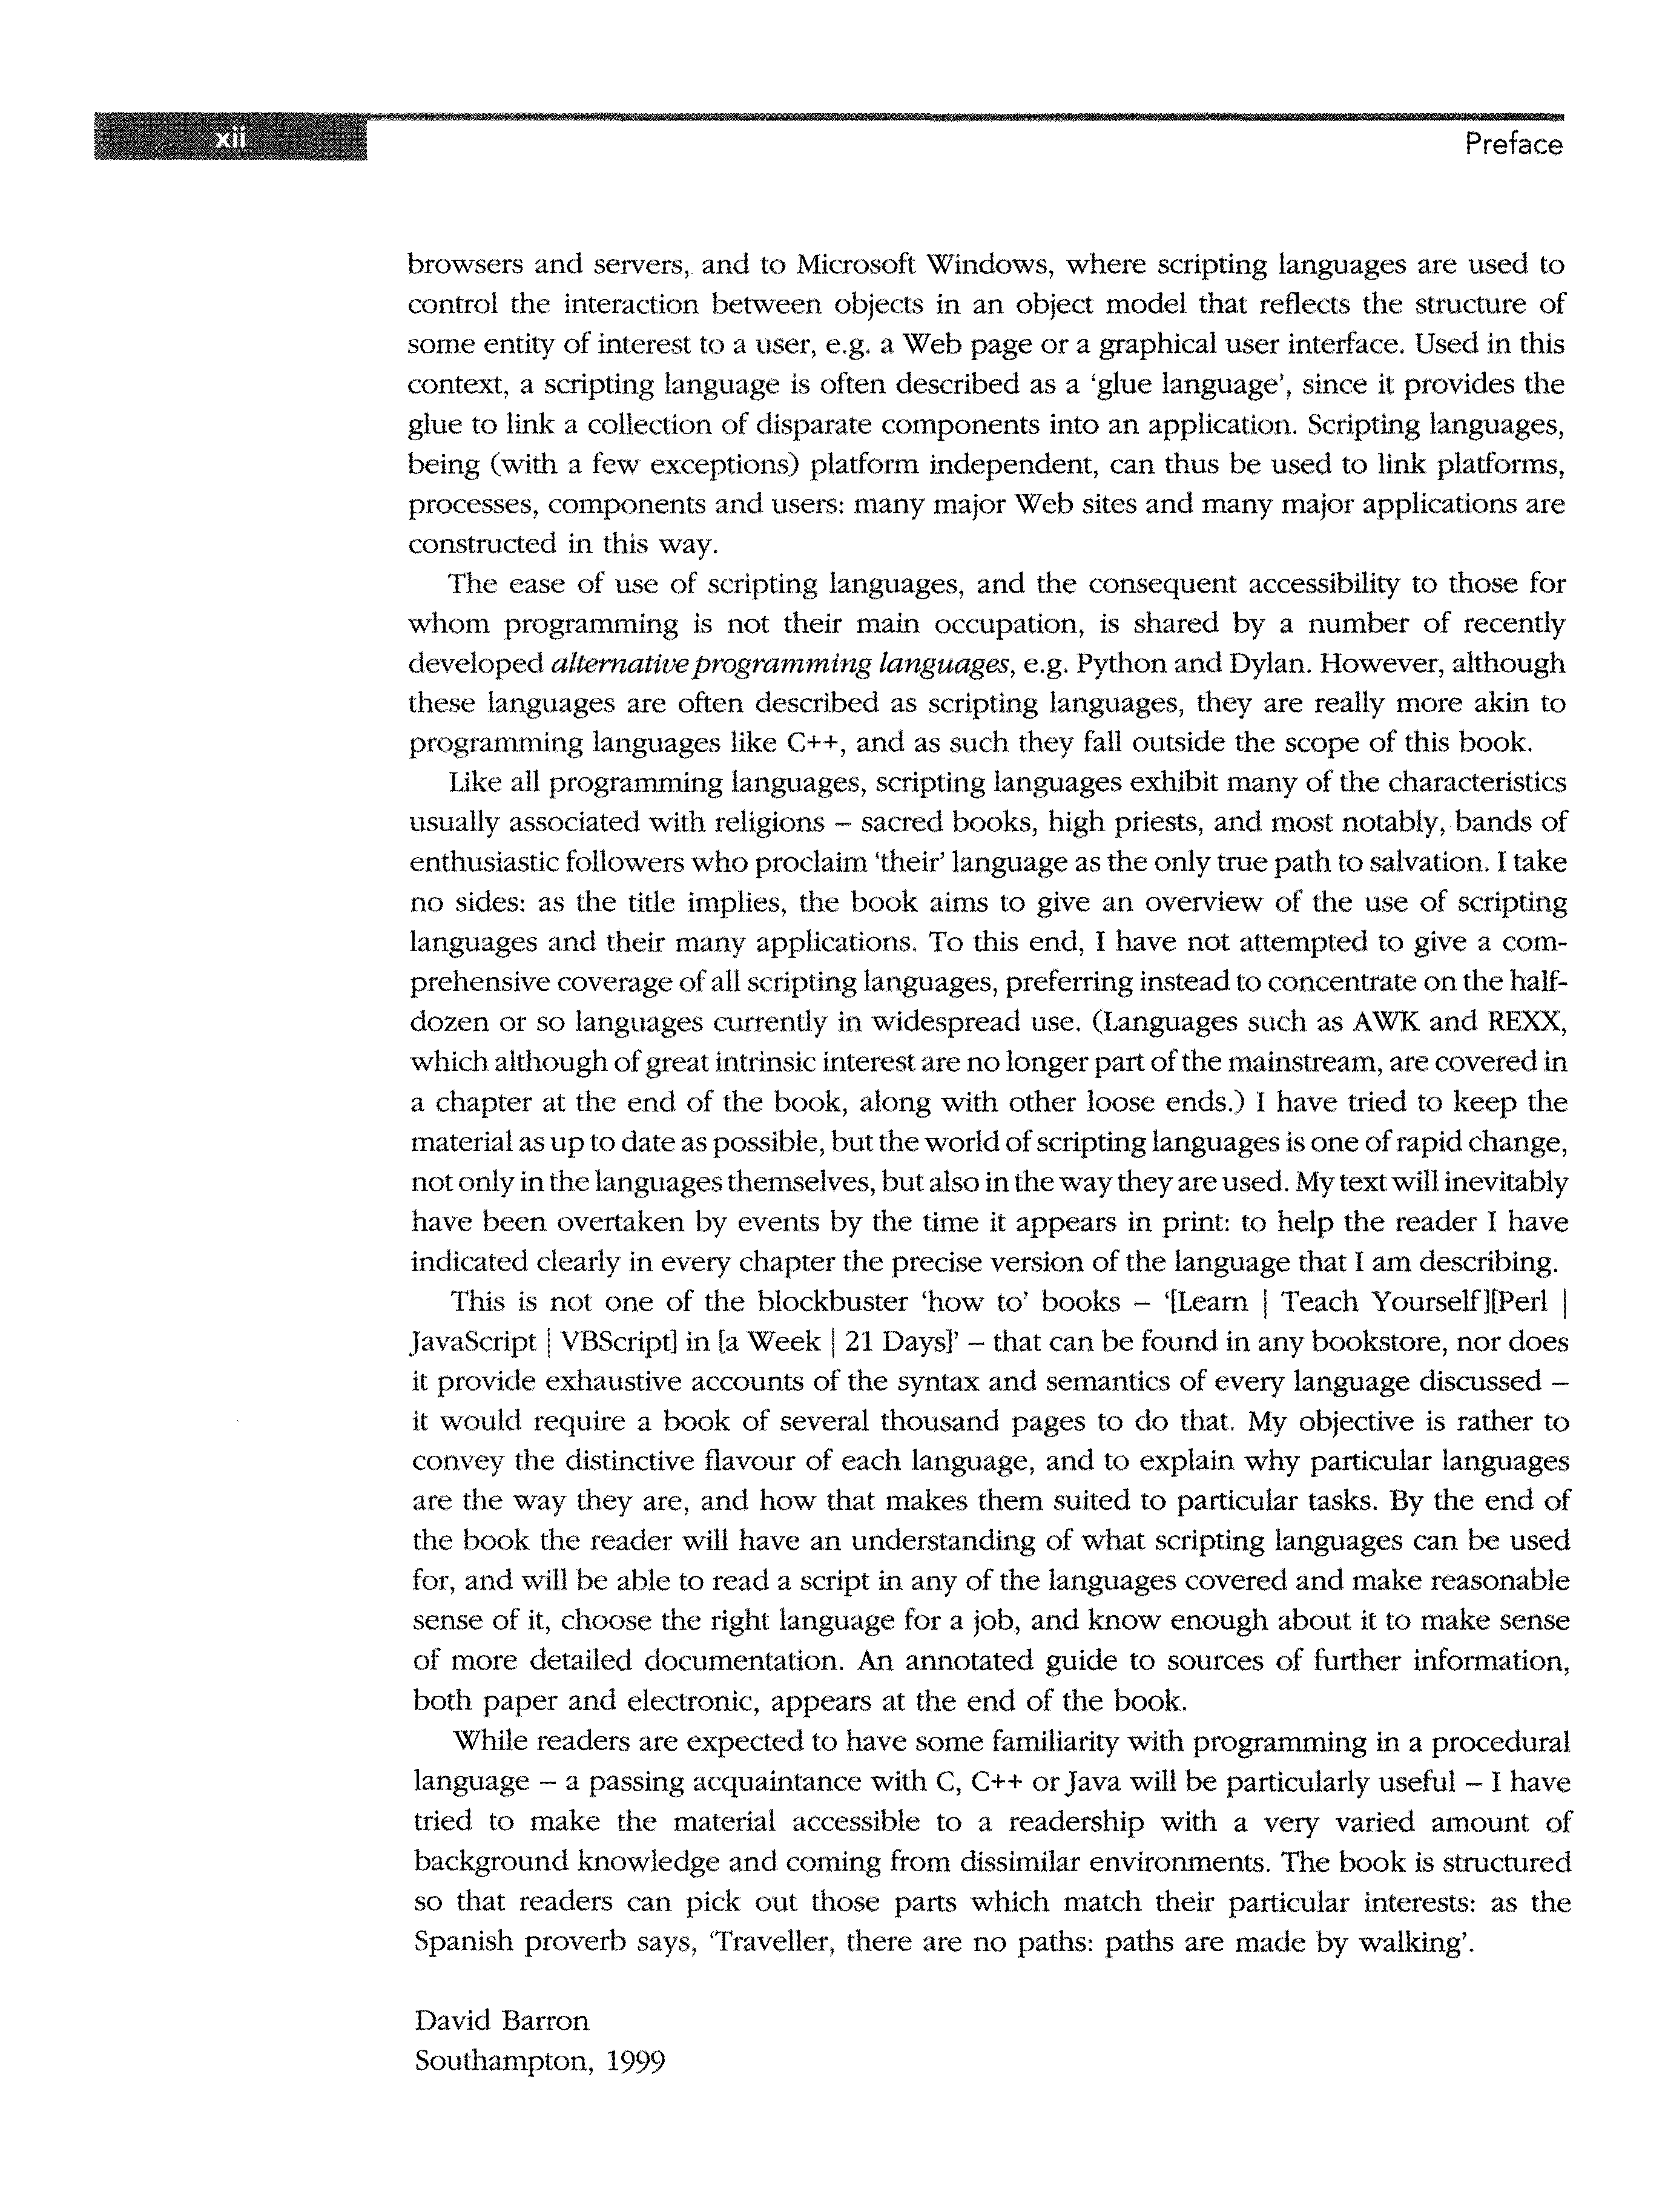 xii
Preface
browsers and servers, and to Microsoft Windows, where scripting languages are used to
control the interaction between objects in an object model that reflects the structure of
some entity of interest to a user, e.g. a Web page or a graphical user interface. Used in this
context, a scripting language is often described as a ‘glue language’, since it provides the
glue to link a collection of disparate components into an application. Scripting languages,
being (with a few exceptions) platform independent, can thus be used to link platforms,
processes, components and users: many major Web sites and many major applications are
constructed in this way.
The ease of use of scripting languages, and the consequent accessibility to those for
whom programming is not their main occupation, is shared by a number of recently
developed alternative programming languages, e.g. Python and Dylan. However, although
these languages are often described as scripting languages, they are really more akin to
programming languages like C++, and as such they fall outside the scope of this book.
Like all programming languages, scripting languages exhibit many of the characteristics
usually associated with religions – sacred books, high priests, and most notably, bands of
enthusiastic followers who proclaim ‘their’ language as the only true path to salvation. I take
no sides: as the title implies, the book aims to give an overview of the use of scripting
languages and their many applications. To this end, I have not attempted to give a com-
prehensive coverage of all scripting languages, preferring instead to concentrate on the half-
dozen or so languages currently in widespread use. (Languages such as AWK and REXX,
which although of great intrinsic interest are no longer part of the mainstream, are covered in
a chapter at the end of the book, along with other loose ends.) I have tried to keep the
material as up to date as possible, but the world of scripting languages is one of rapid change,
not only in the languages themselves, but also in the way they are used. My text will inevitably
have been overtaken by events by the time it appears in print: to help the reader I have
indicated clearly in every chapter the precise version of the language that I am describing.
This is not one of the blockbuster ‘how to’ books – ‘[Learn | Teach Yourself][Perl |
JavaScript | VBScript] in [a Week | 21 Days]’ – that can be found in any bookstore, nor does
it provide exhaustive accounts of the syntax and semantics of every language discussed –
it would require a book of several thousand pages to do that. My objective is rather to
convey the distinctive flavour of each language, and to explain why particular languages
are the way they are, and how that makes them suited to particular tasks. By the end of
the book the reader will have an understanding of what scripting languages can be used
for, and will be able to read a script in any of the languages covered and make reasonable
sense of it, choose the right language for a job, and know enough about it to make sense
of more detailed documentation. An annotated guide to sources of further information,
both paper and electronic, appears at the end of the book.
While readers are expected to have some familiarity with programming in a procedural
language – a passing acquaintance with C, C++ or Java will be particularly useful – I have
tried to make the material accessible to a readership with a very varied amount of
background knowledge and coming from dissimilar environments. The book is structured
so that readers can pick out those parts which match their particular interests: as the
Spanish proverb says, ‘Traveller, there are no paths: paths are made by walking’.
David Barron
Southampton, 1999